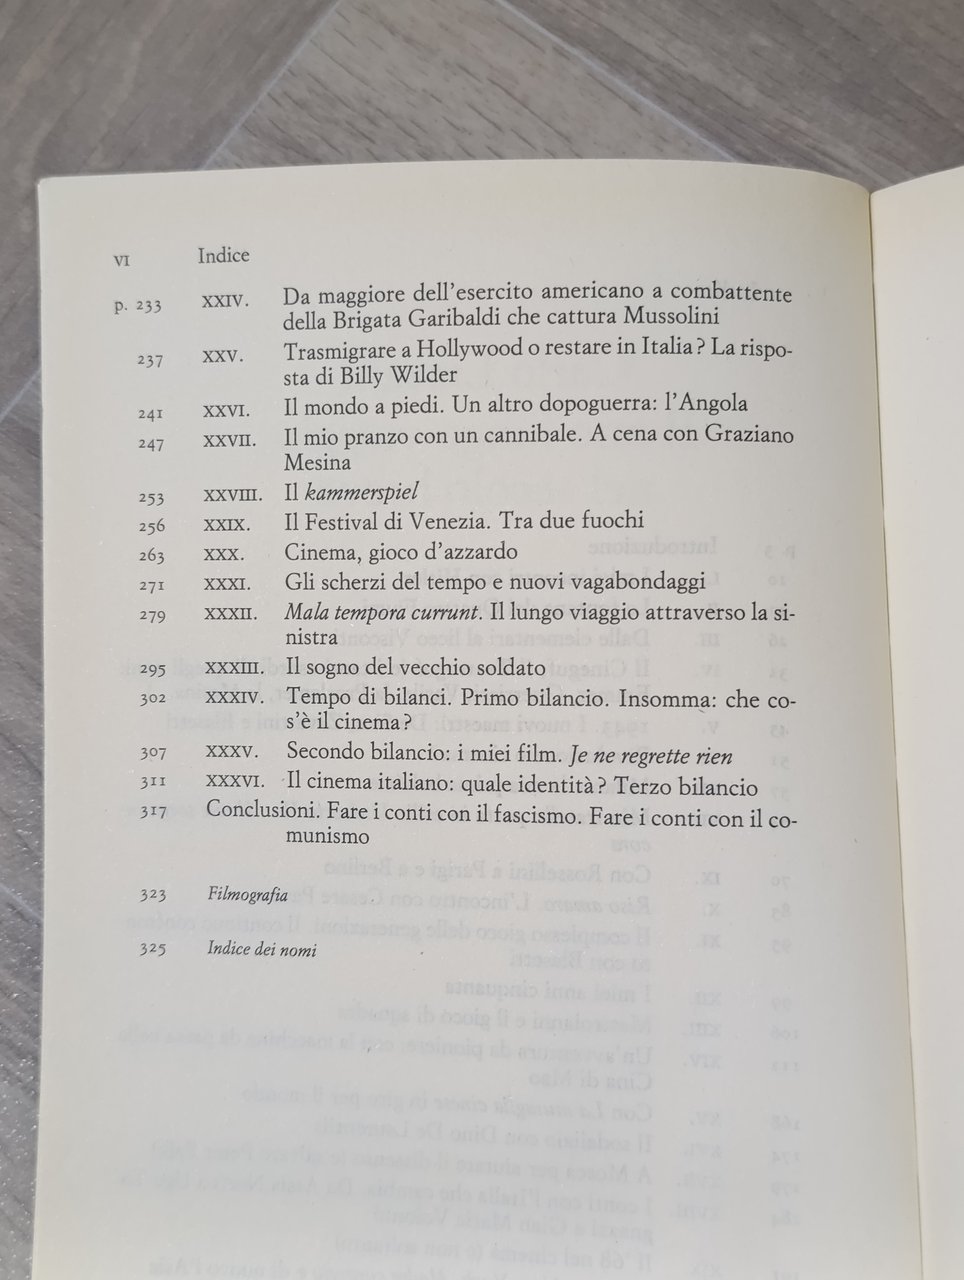 VI Indice
p. 233 XXIV. Da maggiore dell'esercito americano a combattente
della Brigata Garibaldi che cattura Mussolini
237 XXV. Trasmigrare a Hollywood o restare in Italia? La rispo-
sta di Billy Wilder
241 XXVI. Il mondo a piedi. Un altro dopoguerra: l'Angola
247 XXVII. Il mio pranzo con un cannibale. A cena con Graziano
Mesina
253 XXVIII. Il kammerspiel
256 XXIX. Il Festival di Venezia. Tra due fuochi
263 XXX. Cinema, gioco d'azzardo
271 XXXI. Gli scherzi del tempo e nuovi vagabondaggi
279 XXXII. Mala tempora currunt. Il lungo viaggio attraverso la si-
nistra
295 XXXIII. Il sogno del vecchio soldato
302 XXXIV. Tempo di bilanci. Primo bilancio. Insomma: che co-
s'è il cinema?
307 XXXV. Secondo bilancio: i miei film. Je ne regrette rien
311 XXXVI. Il cinema italiano: quale identità? Terzo bilancio
317 Conclusioni. Fare i conti con il fascismo. Fare i conti con il co-
munismo
323 Filmografia
325 Indice dei nomi